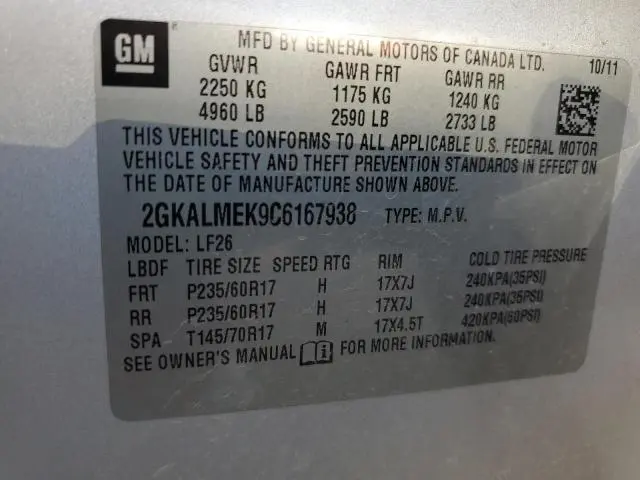 GM
MFD BY GENERAL MOTORS OF CANADA LTD.
10/11
GVWR GAWR FRT GAWR RR
2250 KG 1175 KG 1240 KG
4960 LB 2590 LB 2733 LB
THIS VEHICLE CONFORMS TO ALL APPLICABLE U.S. FEDERAL MOTOR
VEHICLE SAFETY AND THEFT PREVENTION STANDARDS IN EFFECT ON
THE DATE OF MANUFACTURE SHOWN ABOVE.
2GKALMEK9C6167938 TYPE: M.P.V.
MODEL: LF26
LBDF TIRE SIZE SPEED RTG RIM COLD TIRE PRESSURE
FRT P235/60R17 H 17X7J 240KPA(35PSI)
RR P235/60R17 H 17X7J 240KPA(35PSI)
SPA T145/70R17 M 17X4.5T 420KPA(60PSI)
SEE OWNER'S MANUAL i FOR MORE INFORMATION.